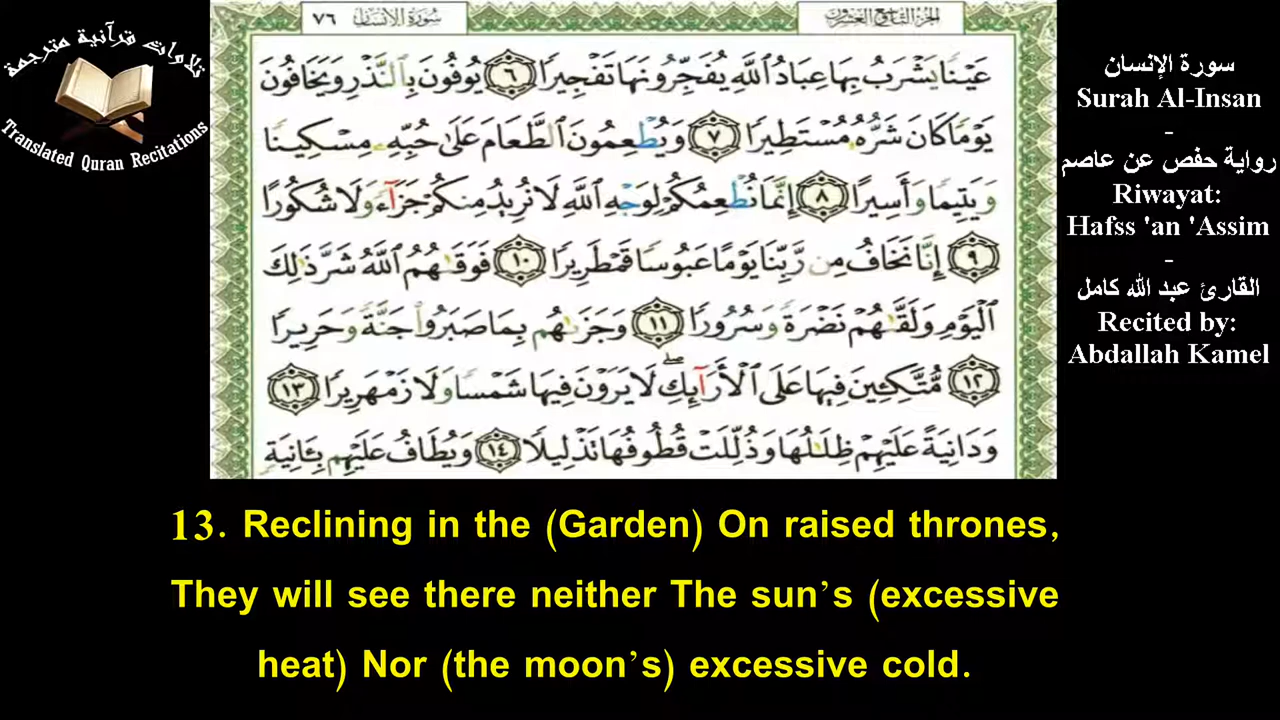 تلاوات قرآنية مترجمة
Translated Quran Recitations
سورة الإنسان ٧٦
الجزء التاسع والعشرون
عَيْنًا يَشْرَبُ بِهَا عِبَادُ ٱللَّهِ يُفَجِّرُونَهَا تَفْجِيرًا ٦ يُوفُونَ بِٱلنَّذْرِ وَيَخَافُونَ
يَوْمًا كَانَ شَرُّهُۥ مُسْتَطِيرًا ٧ وَيُطْعِمُونَ ٱلطَّعَامَ عَلَىٰ حُبِّهِۦ مِسْكِينًا
وَيَتِيمًا وَأَسِيرًا ٨ إِنَّمَا نُطْعِمُكُمْ لِوَجْهِ ٱللَّهِ لَا نُرِيدُ مِنكُمْ جَزَآءً وَلَا شُكُورًا
٩ إِنَّا نَخَافُ مِن رَّبِّنَا يَوْمًا عَبُوسًا قَمْطَرِيرًا ١٠ فَوَقَىٰهُمُ ٱللَّهُ شَرَّ ذَٰلِكَ
ٱلْيَوْمِ وَلَقَّىٰهُمْ نَضْرَةً وَسُرُورًا ١١ وَجَزَىٰهُم بِمَا صَبَرُوا۟ جَنَّةً وَحَرِيرًا
١٢ مُّتَّكِـِٔينَ فِيهَا عَلَى ٱلْأَرَآئِكِ ۖ لَا يَرَوْنَ فِيهَا شَمْسًا وَلَا زَمْهَرِيرًا ١٣
وَدَانِيَةً عَلَيْهِمْ ظِلَـٰلُهَا وَذُلِّلَتْ قُطُوفُهَا تَذْلِيلًا ١٤ وَيُطَافُ عَلَيْهِم بِـَٔانِيَةٍ
سورة الإنسان
Surah Al-Insan
-
رواية حفص عن عاصم
Riwayat:
Hafss 'an 'Assim
-
القارئ عبد الله كامل
Recited by:
Abdallah Kamel
13. Reclining in the (Garden) On raised thrones,
They will see there neither The sun’s (excessive
heat) Nor (the moon’s) excessive cold.